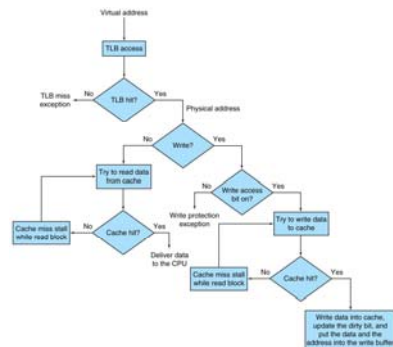 Virtual address
TLB access
TLB miss
exception
No
TLB hit?
Yes
Physical address
No
Write?
Yes
Try to read data
from cache
No
Write access
bit on?
Yes
Write protection
exception
Try to write data
to cache
Cache miss stall
while read block
No
Cache hit?
Yes
Deliver data
to the CPU
Cache miss stall
while read block
No
Cache hit?
Yes
Write data into cache,
update the dirty bit, and
put the data and the
address into the write buffer